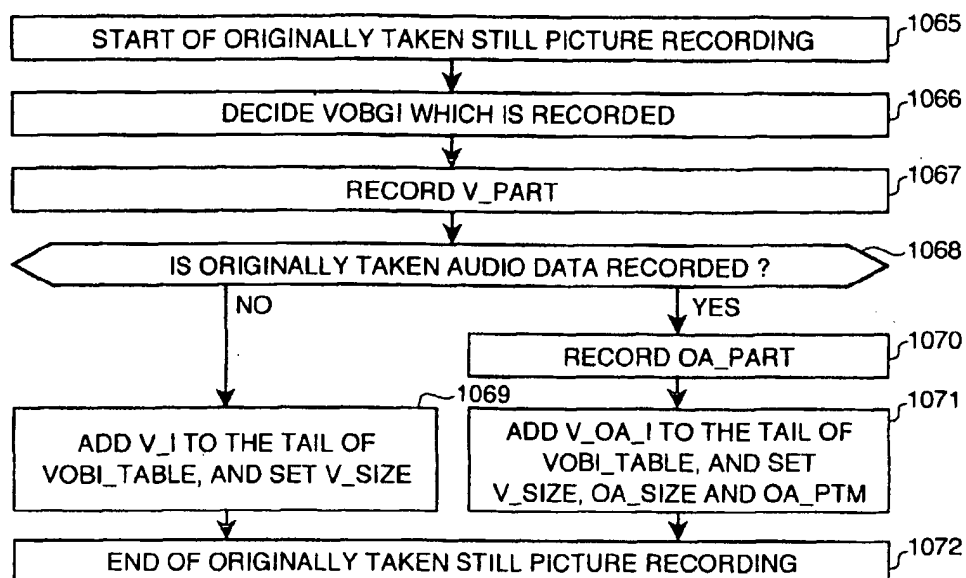 START OF ORIGINALLY TAKEN STILL PICTURE RECORDING
1065
DECIDE VOBGI WHICH IS RECORDED
1066
RECORD V_PART
1067
IS ORIGINALLY TAKEN AUDIO DATA RECORDED ?
1068
NO
YES
RECORD OA_PART
1070
1069
ADD V_I TO THE TAIL OF
VOBI_TABLE, AND SET V_SIZE
1071
ADD V_OA_I TO THE TAIL OF
VOBI_TABLE, AND SET
V_SIZE, OA_SIZE AND OA_PTM
END OF ORIGINALLY TAKEN STILL PICTURE RECORDING
1072